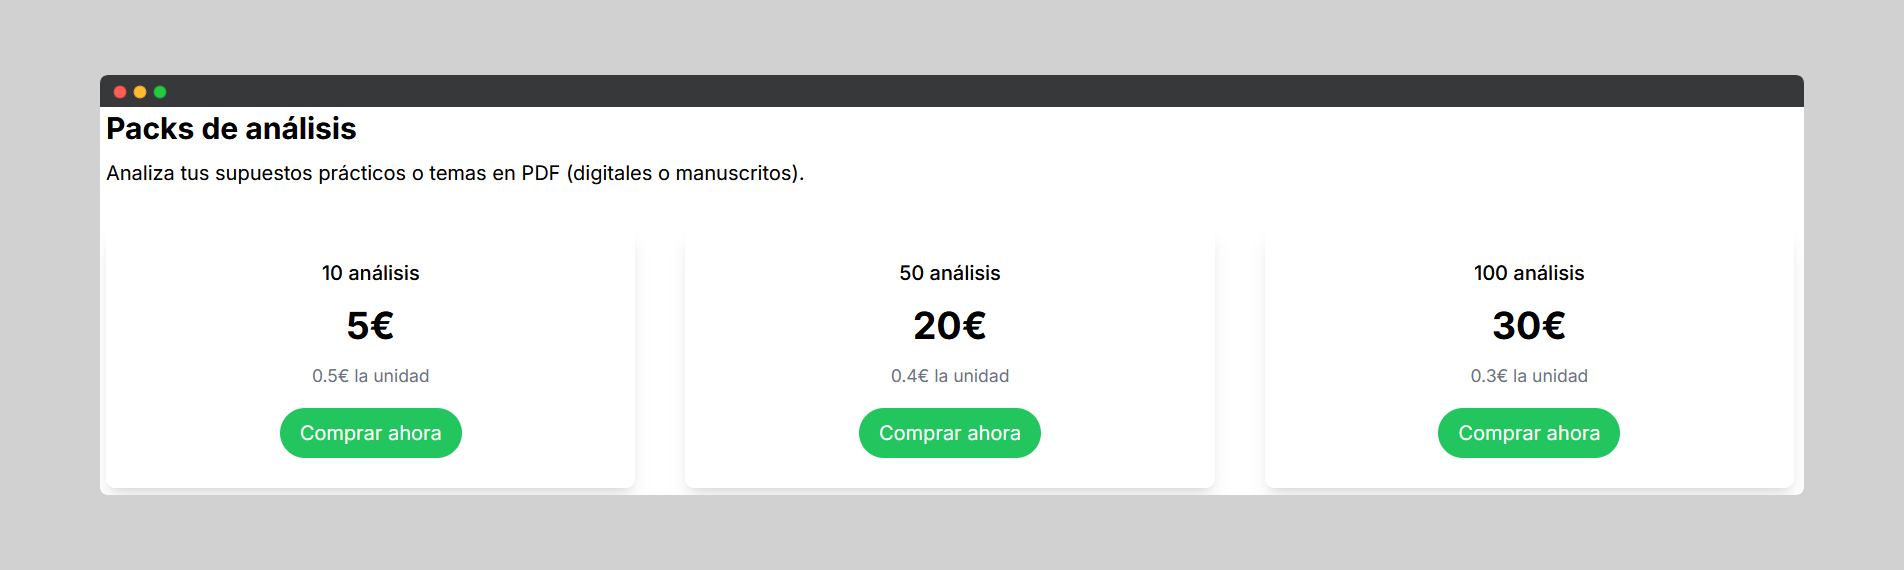 Packs de análisis
Analiza tus supuestos prácticos o temas en PDF (digitales o manuscritos).
10 análisis
5€
0.5€ la unidad
Comprar ahora
50 análisis
20€
0.4€ la unidad
Comprar ahora
100 análisis
30€
0.3€ la unidad
Comprar ahora